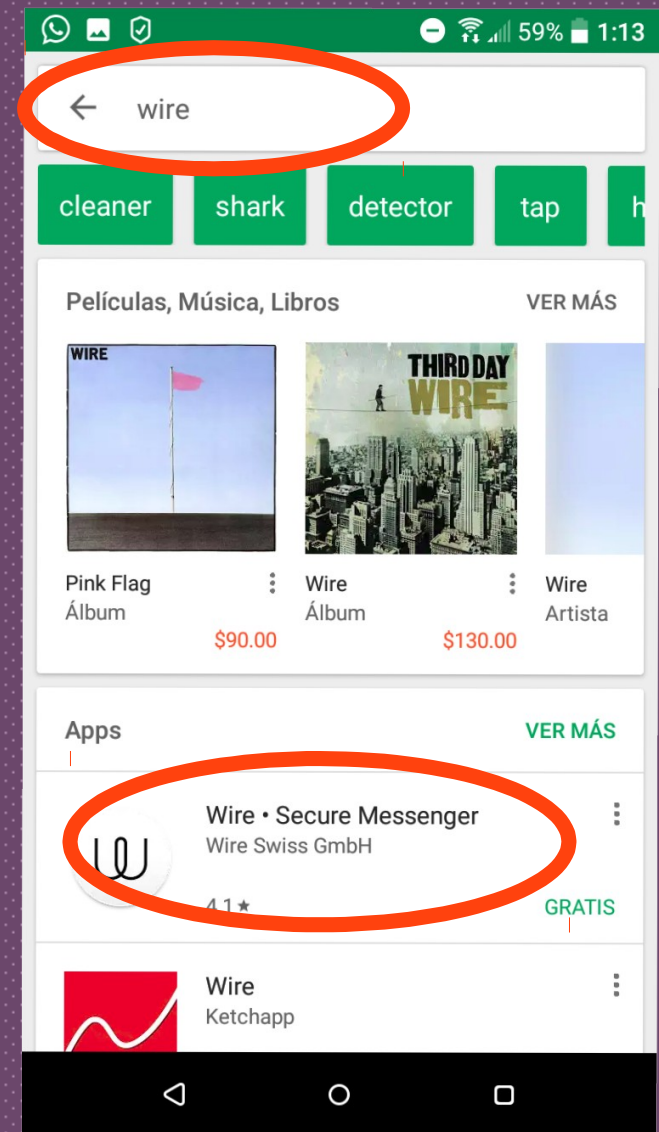 59% 1:13
wire
cleaner shark detector tap h
Películas, Música, Libros VER MÁS
WIRE
THIRD DAY
WIRE
Pink Flag
Álbum
$90.00
Wire
Álbum
$130.00
Wire
Artista
Apps VER MÁS
Wire • Secure Messenger
Wire Swiss GmbH
4.1★ GRATIS
Wire
Ketchapp